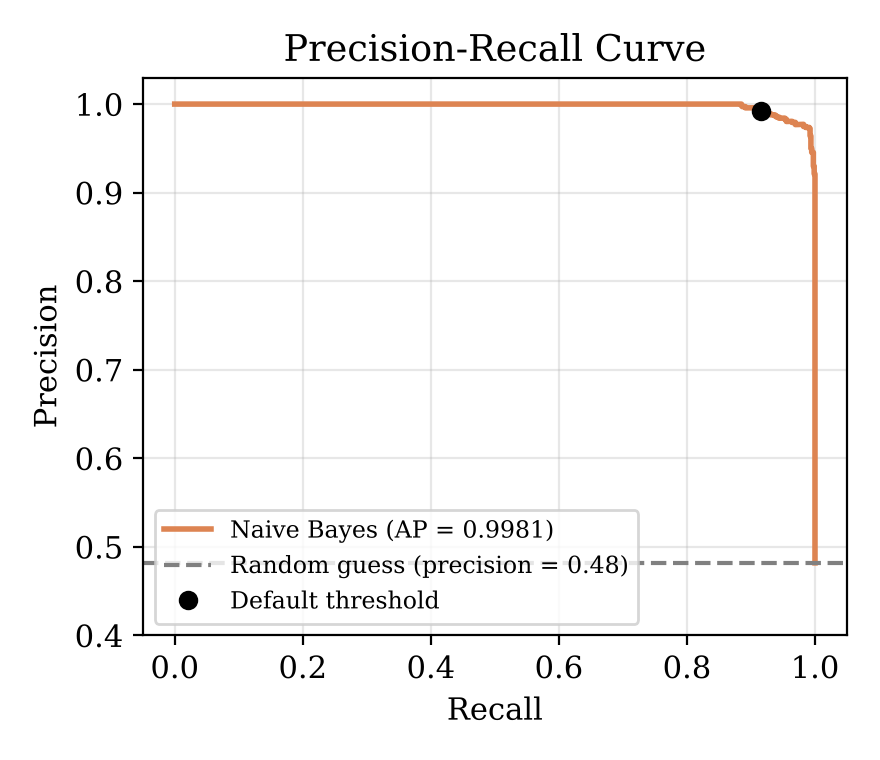 Precision-Recall Curve
Precision
1.0
0.9
0.8
0.7
0.6
0.5
0.4
Naive Bayes (AP = 0.9981)
Random guess (precision = 0.48)
Default threshold
0.0 0.2 0.4 0.6 0.8 1.0
Recall